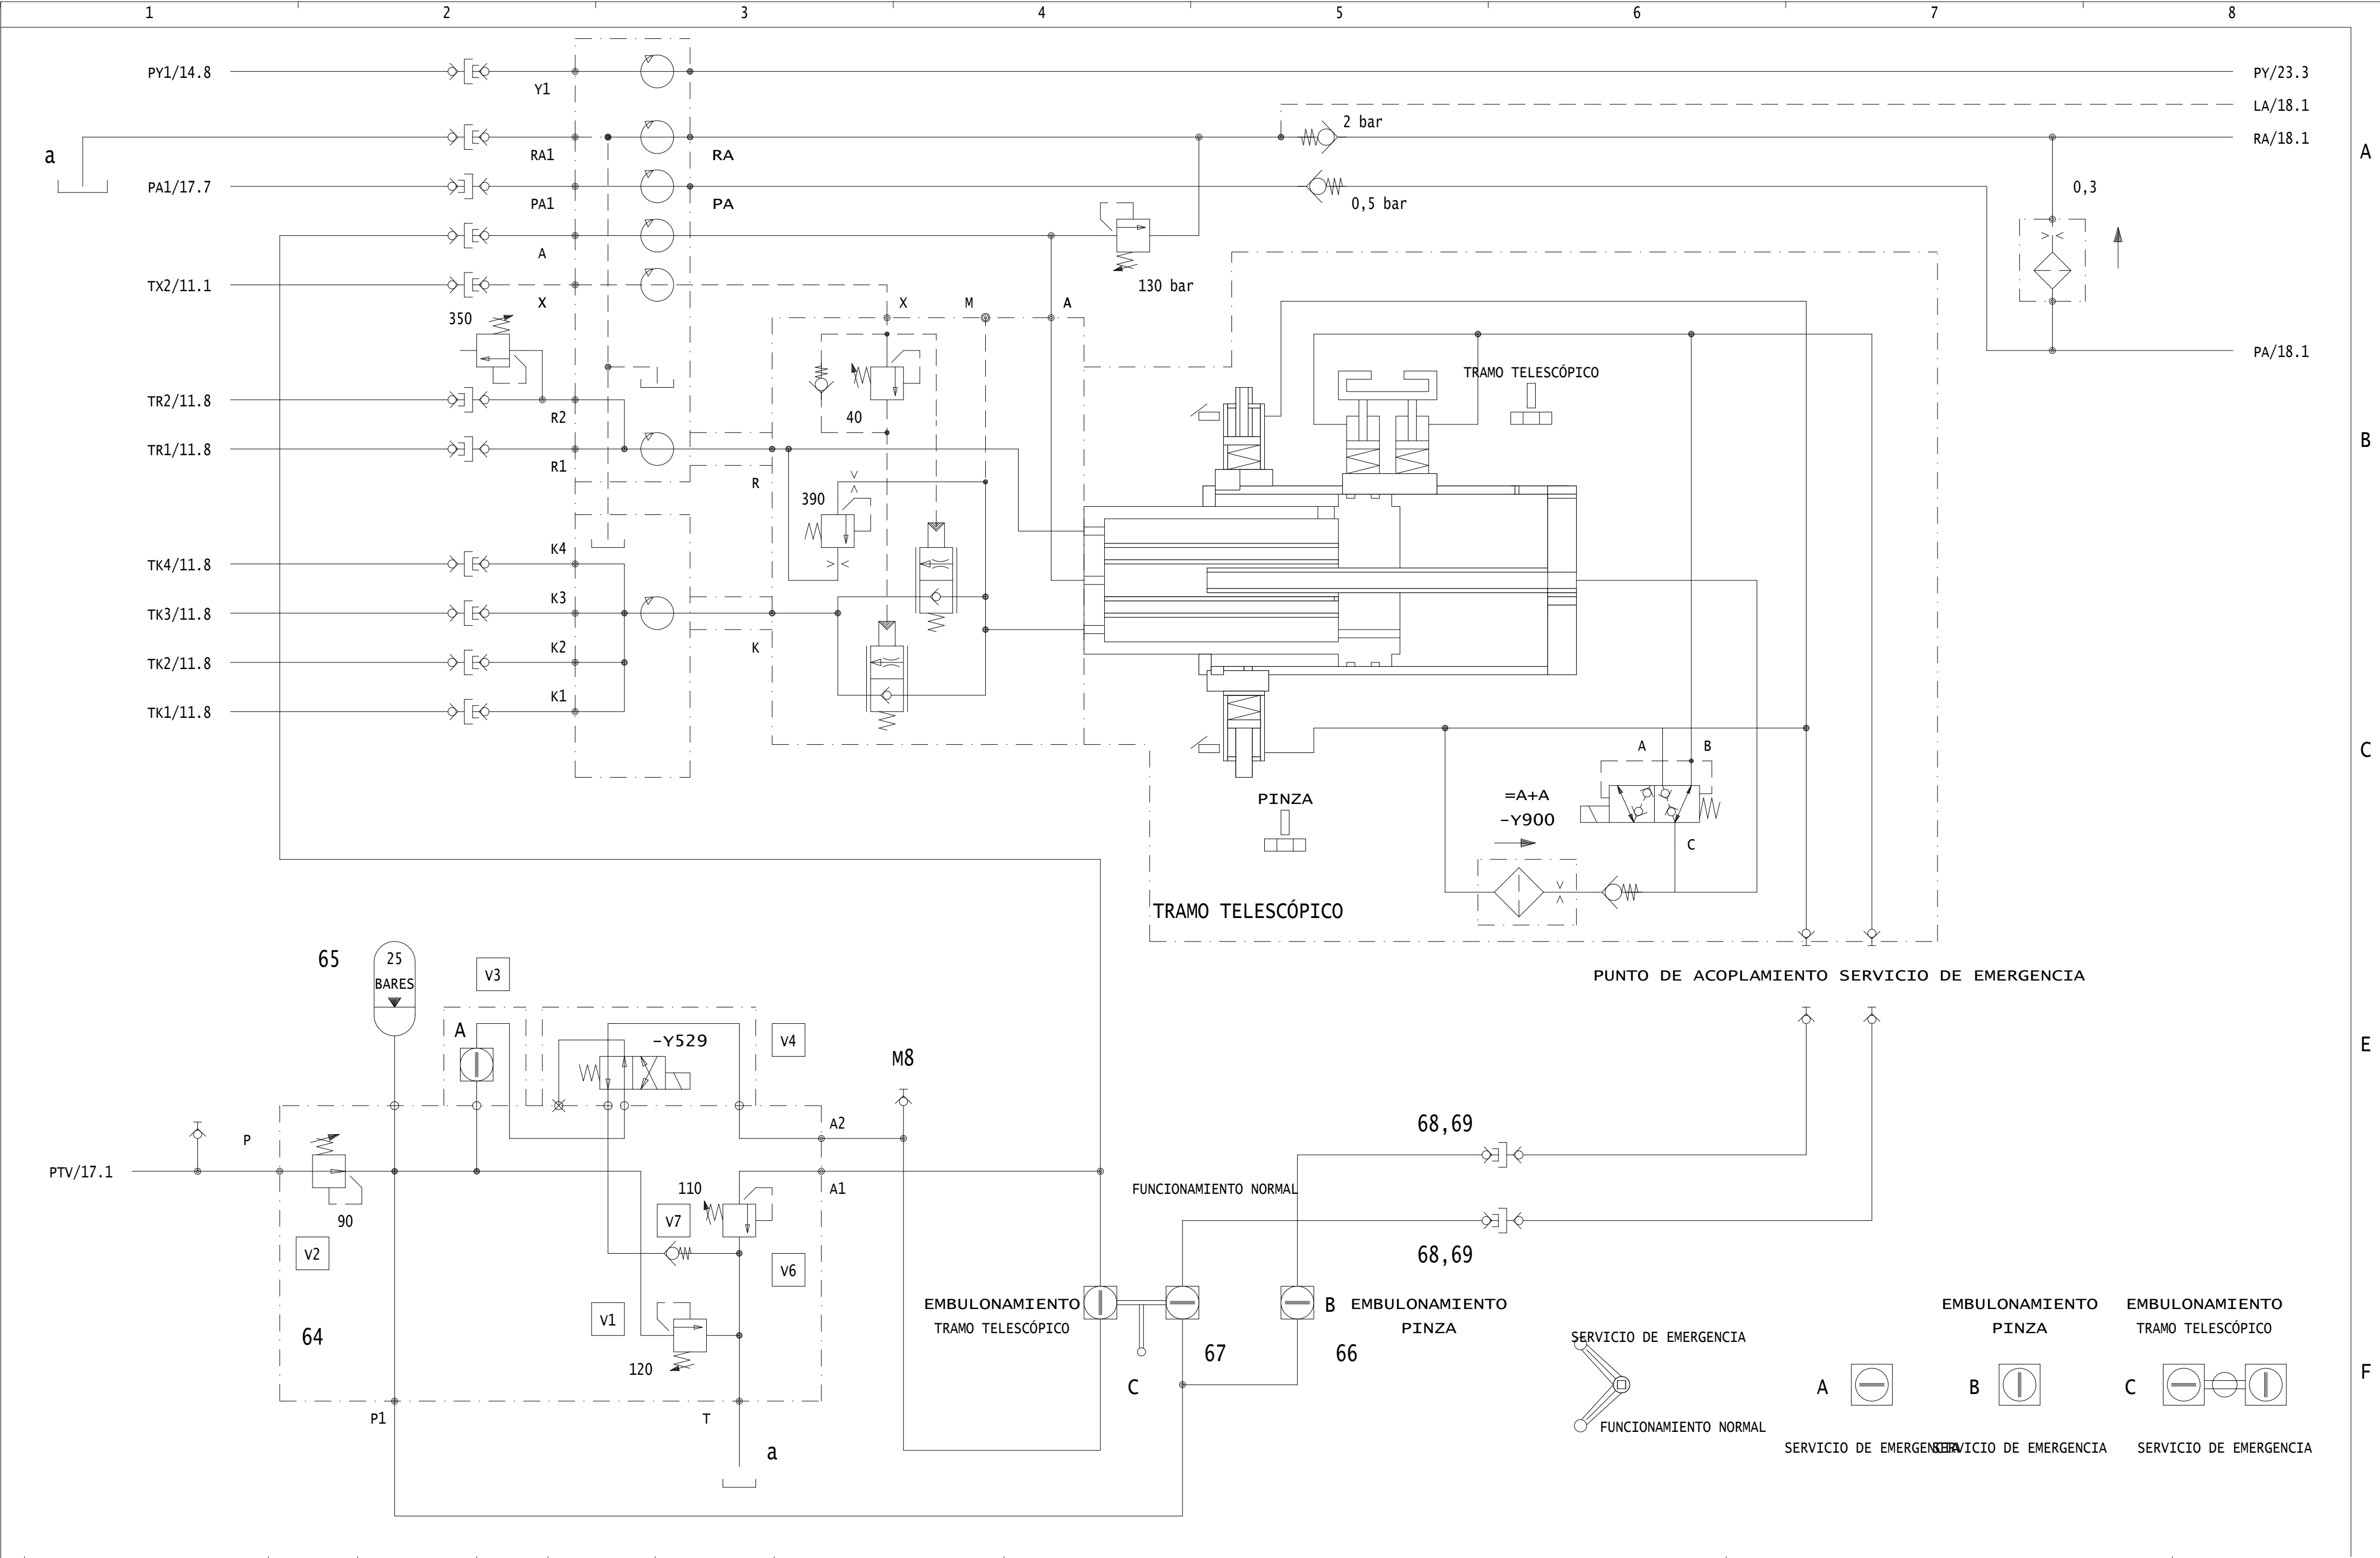 1 2 3 4 5 6 7 8
PY1/14.8
Y1
PY/23.3
LA/18.1
2 bar
a
RA1
RA
RA/18.1
A
PA1/17.7
PA1
PA
0,5 bar
0,3
A
TX2/11.1
X
130 bar
350
X
M
A
PA/18.1
TRAMO TELESCÓPICO
TR2/11.8
R2
40
TR1/11.8
R1
R
B
390
K4
TK4/11.8
K3
TK3/11.8
K2
K
TK2/11.8
K1
TK1/11.8
A
B
C
PINZA
=A+A
-Y900
C
TRAMO TELESCÓPICO
65
25
BARES
V3
PUNTO DE ACOPLAMIENTO SERVICIO DE EMERGENCIA
A
-Y529
V4
M8
E
P
A2
68,69
PTV/17.1
110
A1
FUNCIONAMIENTO NORMAL
90
V7
V2
V6
68,69
V1
64
120
EMBULONAMIENTO
TRAMO TELESCÓPICO
67
C
B
EMBULONAMIENTO
PINZA
66
SERVICIO DE EMERGENCIA
FUNCIONAMIENTO NORMAL
EMBULONAMIENTO
PINZA
EMBULONAMIENTO
TRAMO TELESCÓPICO
A
B
C
F
SERVICIO DE EMERGENCIA
SERVICIO DE EMERGENCIA
SERVICIO DE EMERGENCIA
P1
T
a